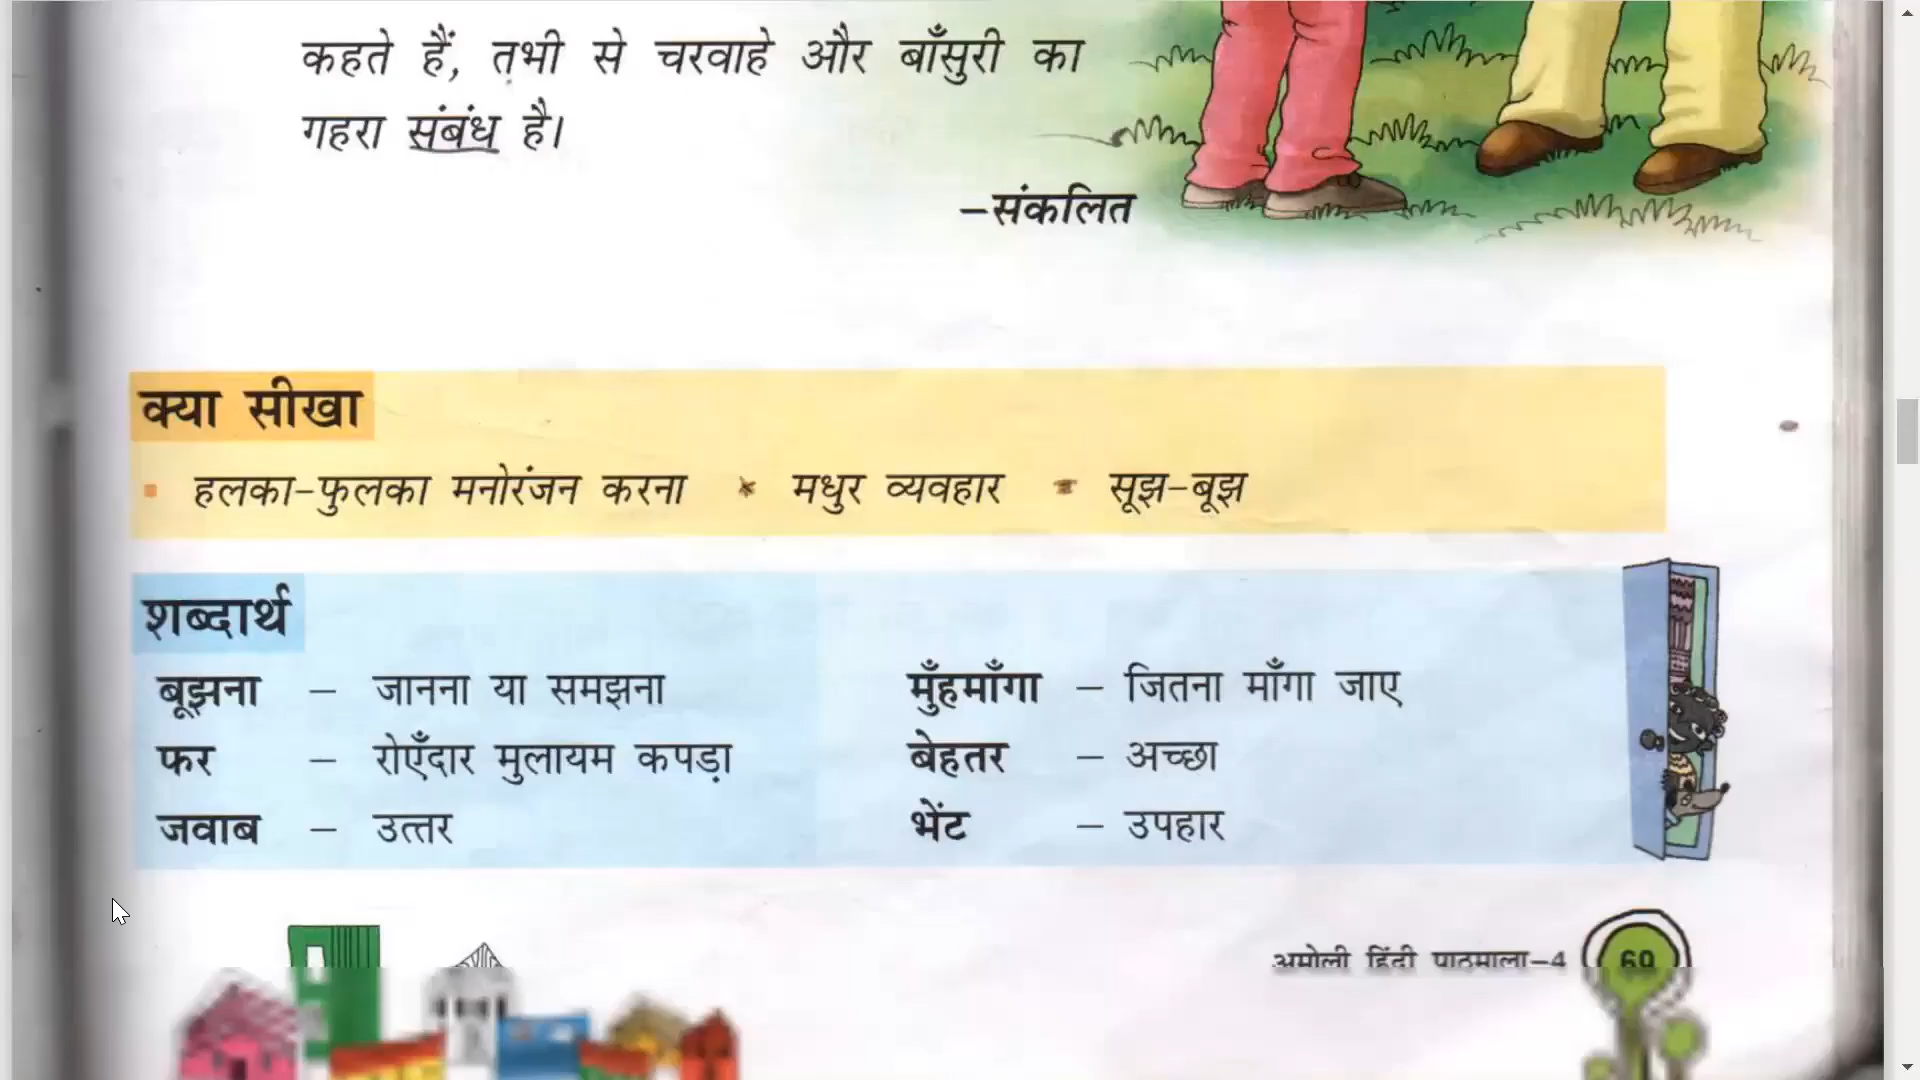 कहते हैं, तभी से चरवाहे और बाँसुरी का
गहरा संबंध है।
–संकलित
क्या सीखा
हलका-फुलका मनोरंजन करना मधुर व्यवहार सूझ-बूझ
शब्दार्थ
बूझना – जानना या समझना मुँहमाँगा – जितना माँगा जाए
फर – रोएँदार मुलायम कपड़ा बेहतर – अच्छा
जवाब – उत्तर भेंट – उपहार
अमोली हिंदी पाठमाला–4 69